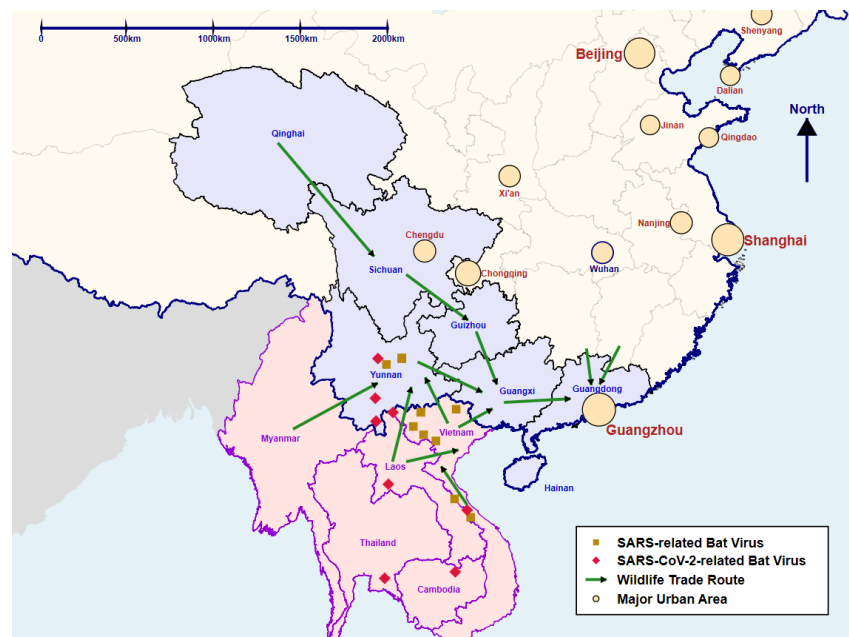 0
500km
1000km
1500km
2000km
Shenyang
Beijing
Dalian
North
Jinan
Qingdao
Qinghai
Xi'an
Nanjing
Chengdu
Shanghai
Sichuan
Chongqing
Wuhan
Guizhou
Yunnan
Guangxi
Guangdong
Guangzhou
Myanmar
Vietnam
Laos
Hainan
Thailand
Cambodia
SARS-related Bat Virus
SARS-CoV-2-related Bat Virus
Wildlife Trade Route
Major Urban Area